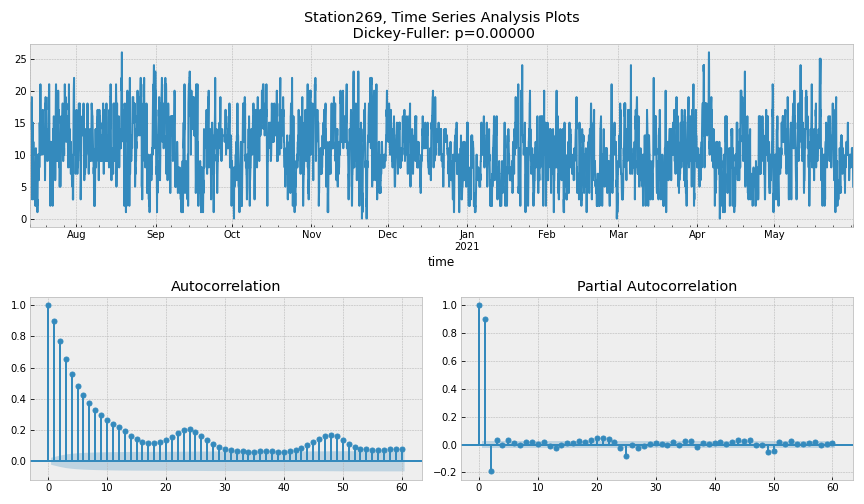 Station269, Time Series Analysis Plots
Dickey-Fuller: p=0.00000
25
20
15
10
5
0
Aug Sep Oct Nov Dec Jan Feb Mar Apr May
2021
time
Autocorrelation Partial Autocorrelation
1.0
0.8
0.6
0.4
0.2
0.0
0 10 20 30 40 50 60
1.0
0.8
0.6
0.4
0.2
0.0
−0.2
0 10 20 30 40 50 60